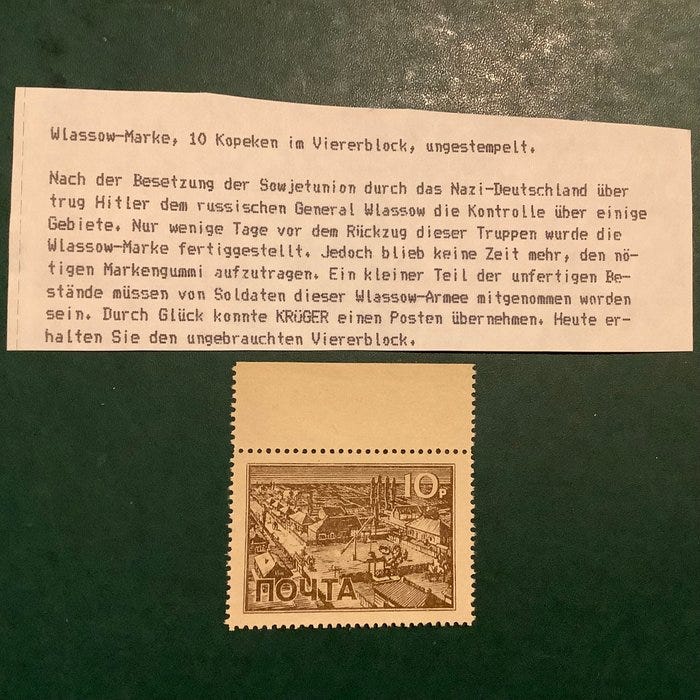 Wlassow-Marke, 10 Kopeken im Viererblock, ungestempelt.
Nach der Besetzung der Sowjetunion durch das Nazi-Deutschland über
trug Hitler dem russischen General Wlassow die Kontrolle über einige
Gebiete. Nur wenige Tage vor dem Rückzug dieser Truppen wurde die
Wlassow-Marke fertiggestellt. Jedoch blieb keine Zeit mehr, den nö-
tigen Markengummi aufzutragen. Ein kleiner Teil der unfertigen Be-
stände müssen von Soldaten dieser Wlassow-Armee mitgenommen worden
sein. Durch Glück konnte KRÜGER einen Posten übernehmen. Heute er-
halten Sie den ungebrauchten Viererblock.
10р
ПОЧТА